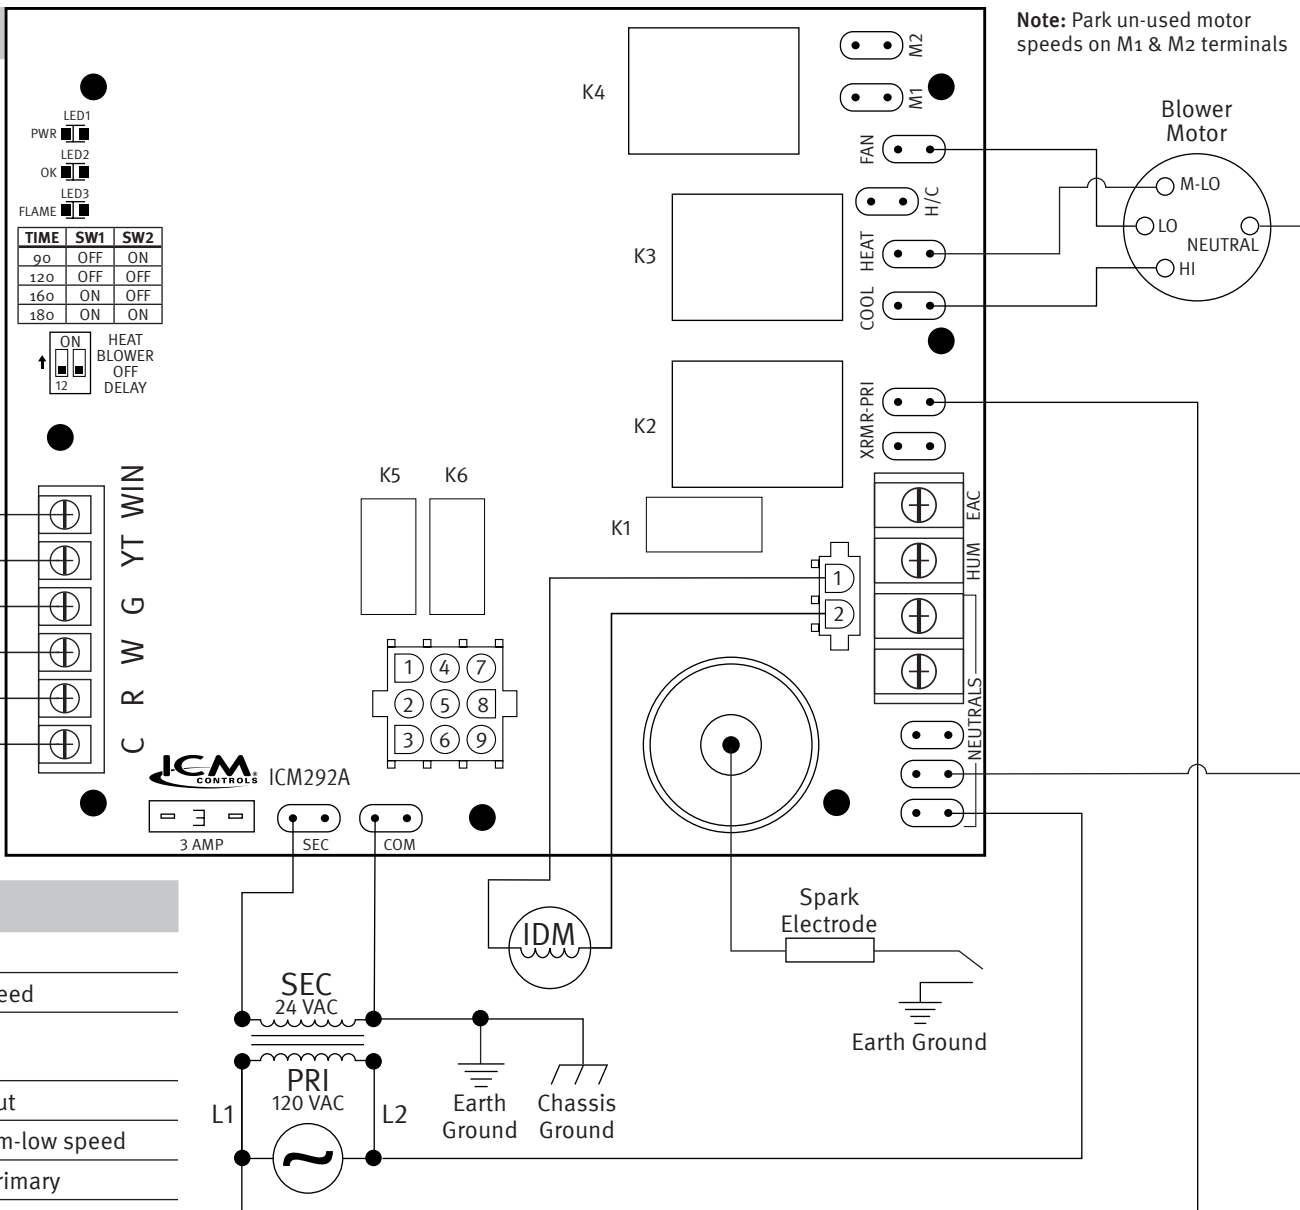 Note: Park un-used motor
speeds on M1 & M2 terminals
K4
M2
M1
Blower
Motor
LED1
PWR
LED2
OK
LED3
FLAME
FAN
H/C
HEAT
COOL
M-LO
LO
NEUTRAL
HI
TIME SW1 SW2
90 OFF ON
120 OFF OFF
160 ON OFF
180 ON ON
ON
12
HEAT
BLOWER
OFF
DELAY
K3
K2
XRMR-PRI
K5
K6
K1
EAC
HUM
NEUTRALS
WIN
YT
G
W
R
C
1
2
1 4 7
2 5 8
3 6 9
ICM
CONTROLS
ICM292A
3
3 AMP
SEC
COM
IDM
Spark
Electrode
Earth Ground
SEC
24 VAC
PRI
120 VAC
L1
L2
Earth
Ground
Chassis
Ground
eed
ut
m-low speed
rimary